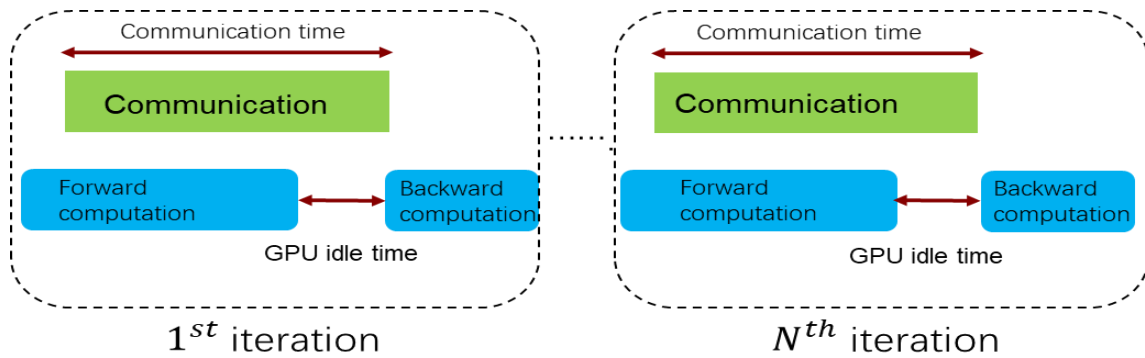 Communication time
Communication
Forward
computation
Backward
computation
GPU idle time
1st iteration
......
Communication time
Communication
Forward
computation
Backward
computation
GPU idle time
Nth iteration